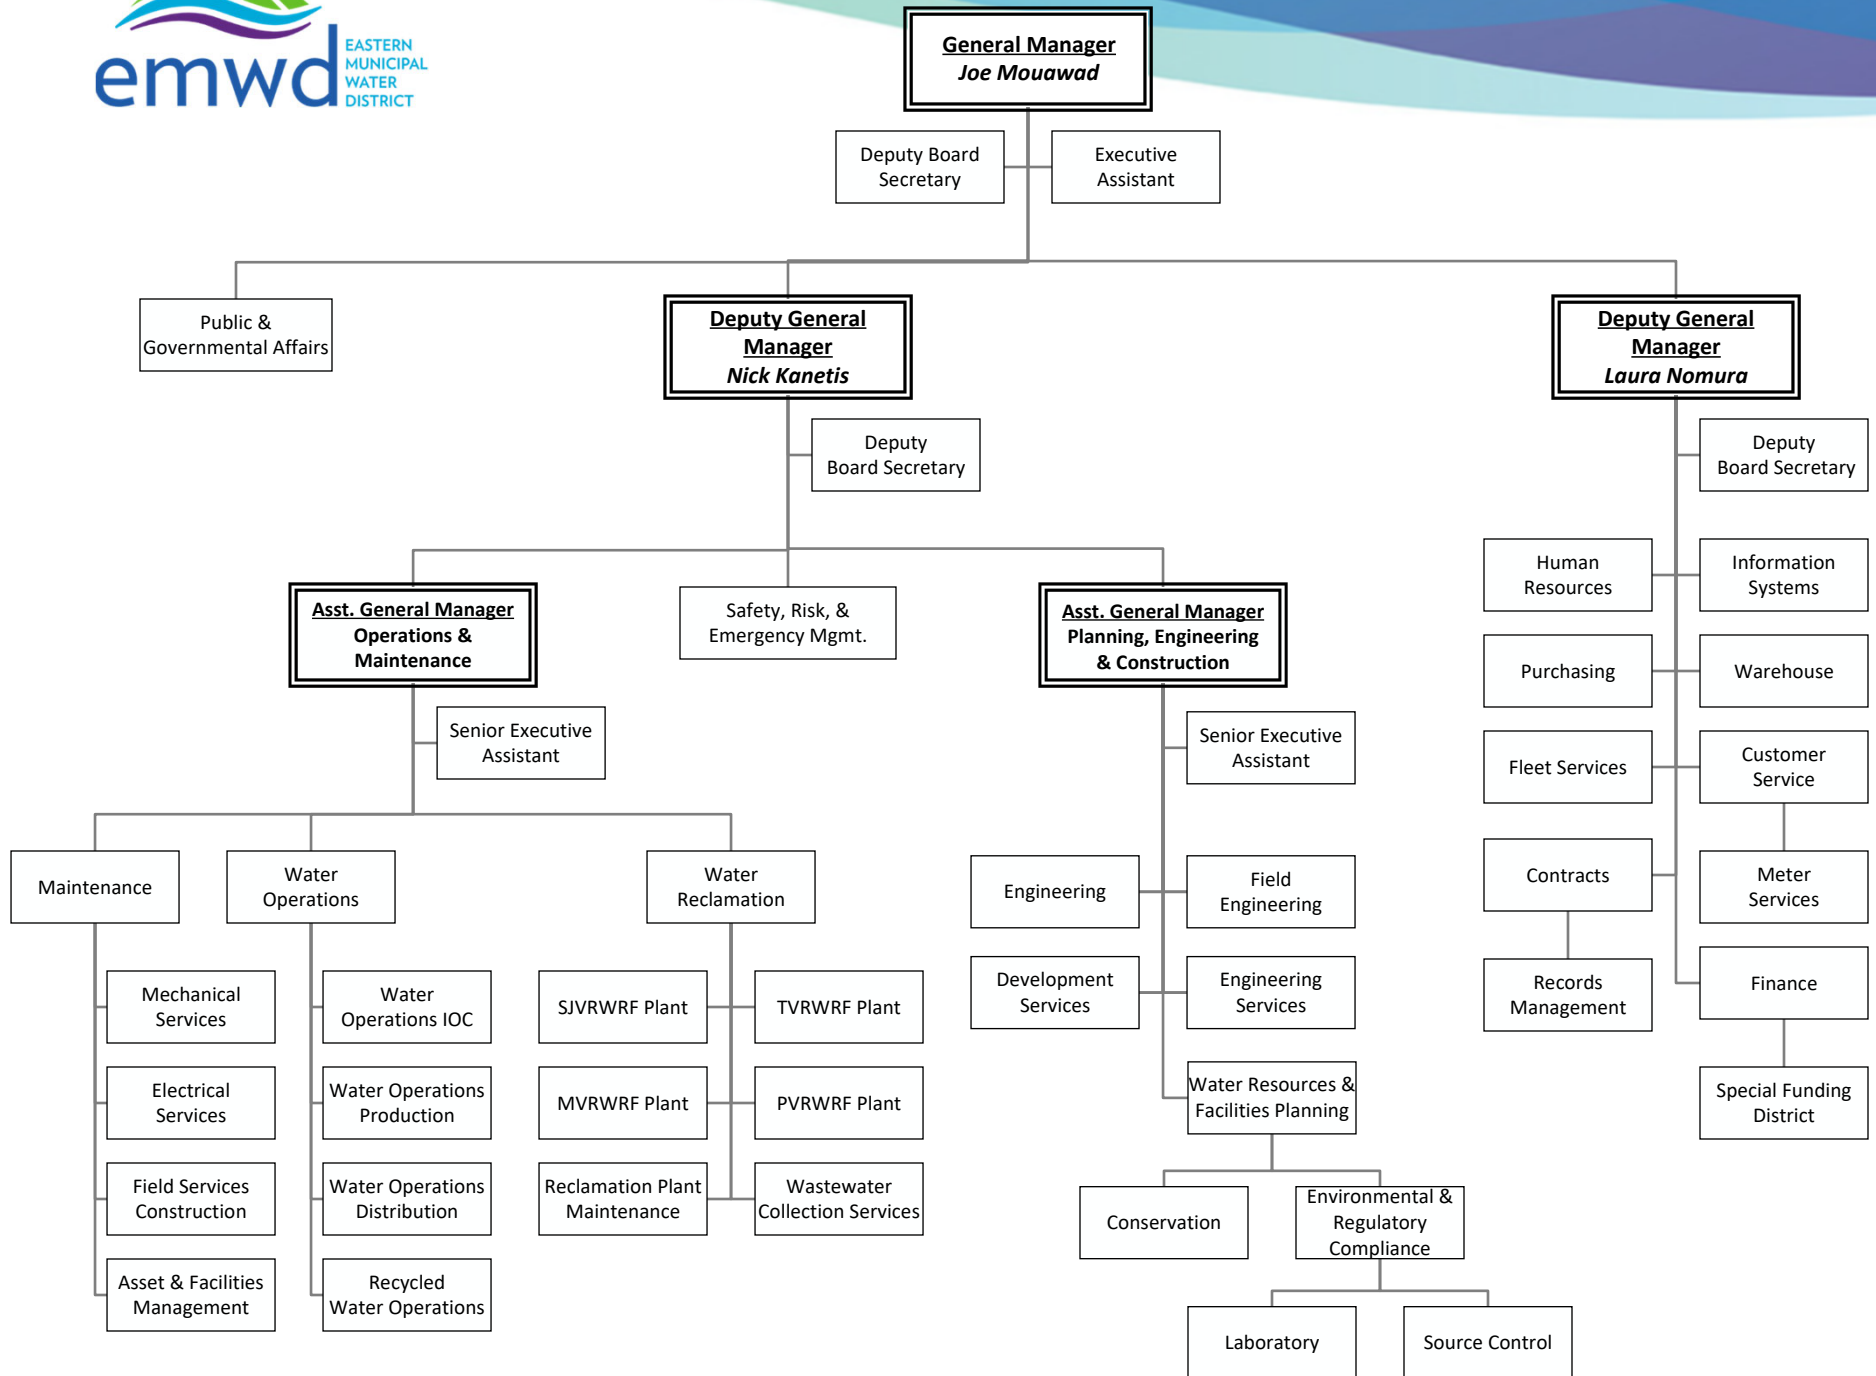 emwd
EASTERN
MUNICIPAL
WATER
DISTRICT
General Manager
Joe Mouawad
Deputy Board
Secretary
Executive
Assistant
Public &
Governmental Affairs
Deputy General
Manager
Nick Kanetis
Deputy General
Manager
Laura Nomura
Deputy
Board Secretary
Deputy
Board Secretary
Asst. General Manager
Operations &
Maintenance
Safety, Risk, &
Emergency Mgmt.
Asst. General Manager
Planning, Engineering
& Construction
Human
Resources
Information
Systems
Purchasing
Warehouse
Senior Executive
Assistant
Senior Executive
Assistant
Fleet Services
Customer
Service
Maintenance
Water
Operations
Water
Reclamation
Engineering
Field
Engineering
Contracts
Meter
Services
Mechanical
Services
Water
Operations IOC
SJVRWRF Plant
TVRWRF Plant
Development
Services
Engineering
Services
Records
Management
Finance
Electrical
Services
Water Operations
Production
MVRWRF Plant
PVRWRF Plant
Water Resources &
Facilities Planning
Special Funding
District
Field Services
Construction
Water Operations
Distribution
Reclamation Plant
Maintenance
Wastewater
Collection Services
Conservation
Environmental &
Regulatory
Compliance
Asset & Facilities
Management
Recycled
Water Operations
Laboratory
Source Control